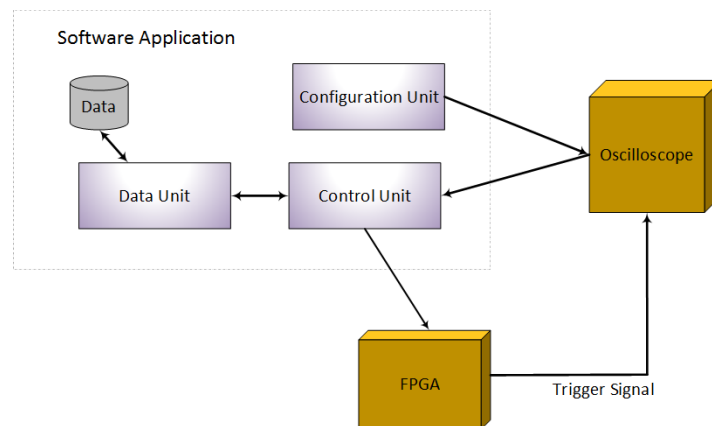 Software Application
Data
Configuration Unit
Oscilloscope
Data Unit
Control Unit
FPGA
Trigger Signal